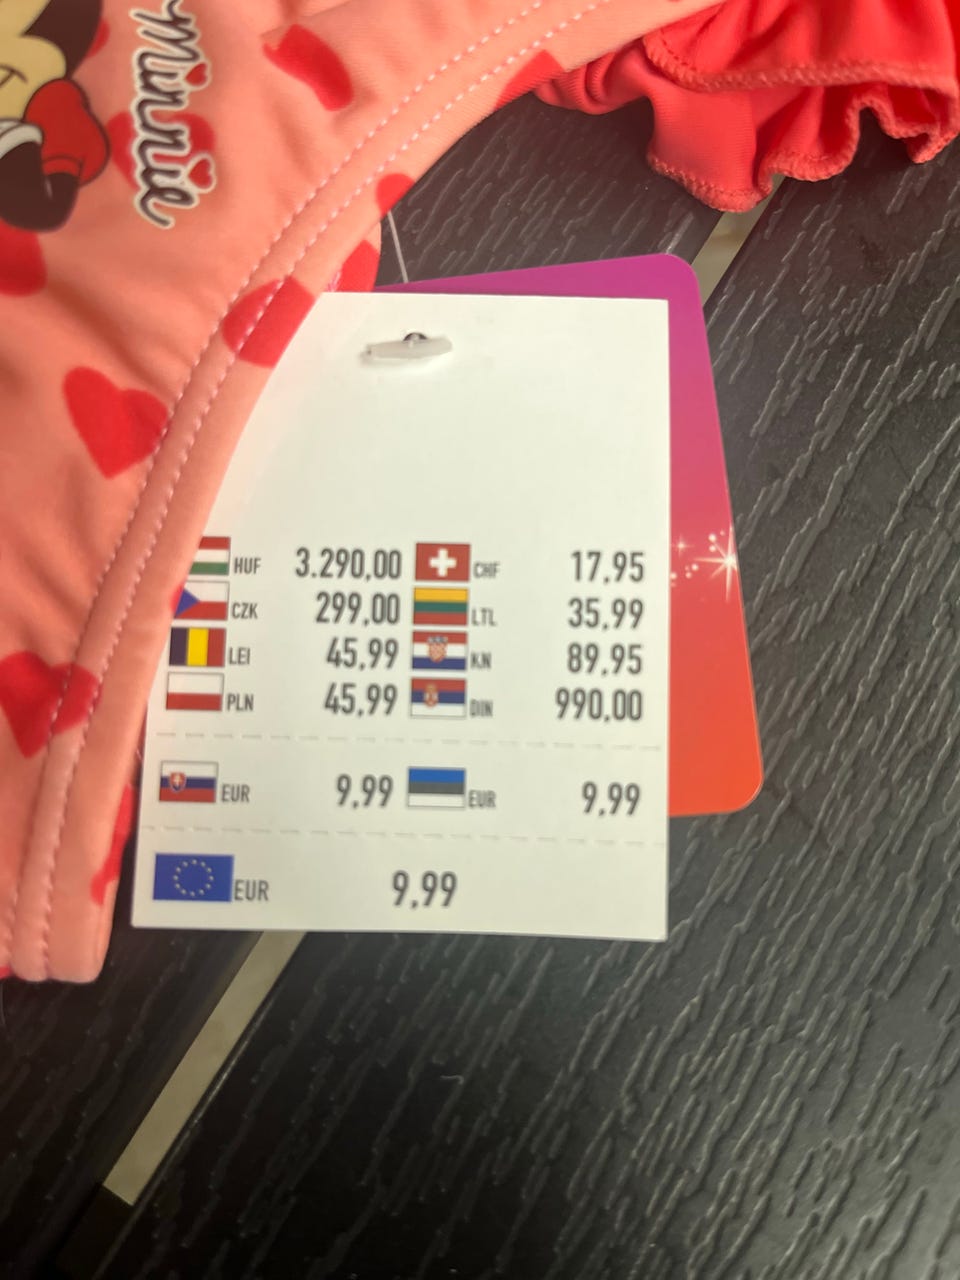 Minnie
HUF 3.290,00 CHF 17,95
CZK 299,00 LTL 35,99
LEI 45,99 KN 89,95
PLN 45,99 DIN 990,00
EUR 9,99 EUR 9,99
EUR 9,99